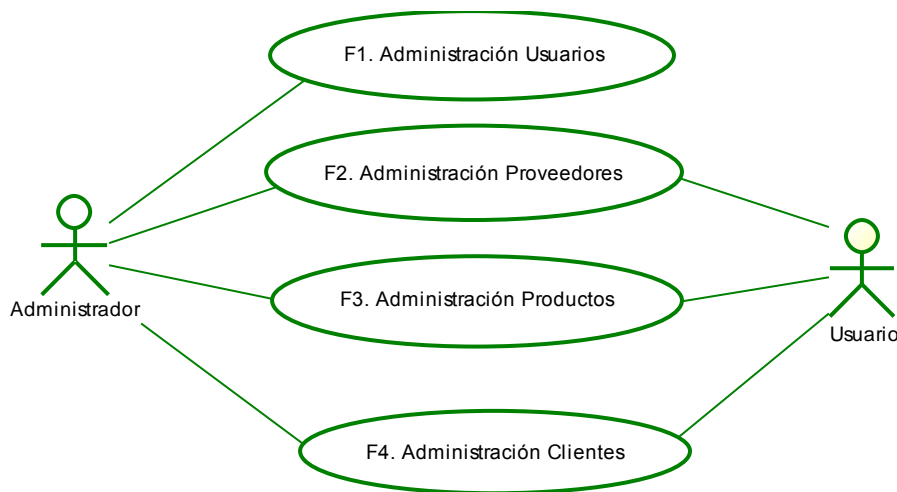 F1. Administración Usuarios
F2. Administración Proveedores
F3. Administración Productos
Administrador
Usuario
F4. Administración Clientes